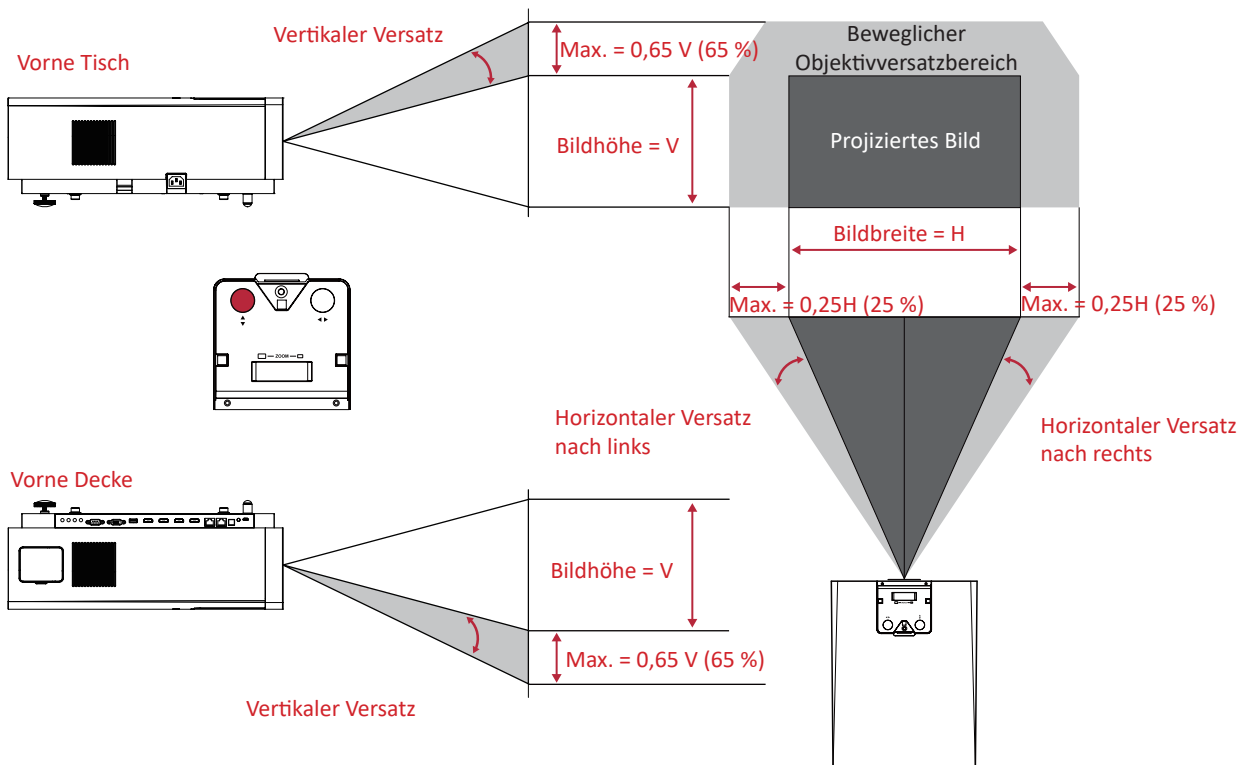 Vertikaler Versatz
Max. = 0,65 V (65 %)
Beweglicher
Objektivversatzbereich
Vorne Tisch
Bildhöhe = V
Projiziertes Bild
Bildbreite = H
Max. = 0,25H (25 %)
Max. = 0,25H (25 %)
ZOOM
Horizontaler Versatz
nach links
Horizontaler Versatz
nach rechts
Vorne Decke
Bildhöhe = V
Max. = 0,65 V (65 %)
Vertikaler Versatz